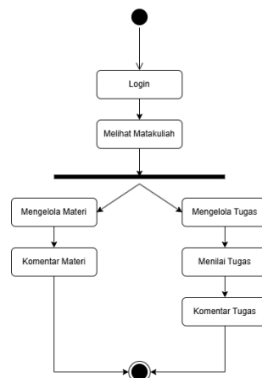 Login
Melihat Matakuliah
Mengelola Materi
Mengelola Tugas
Komentar Materi
Menilai Tugas
Komentar Tugas